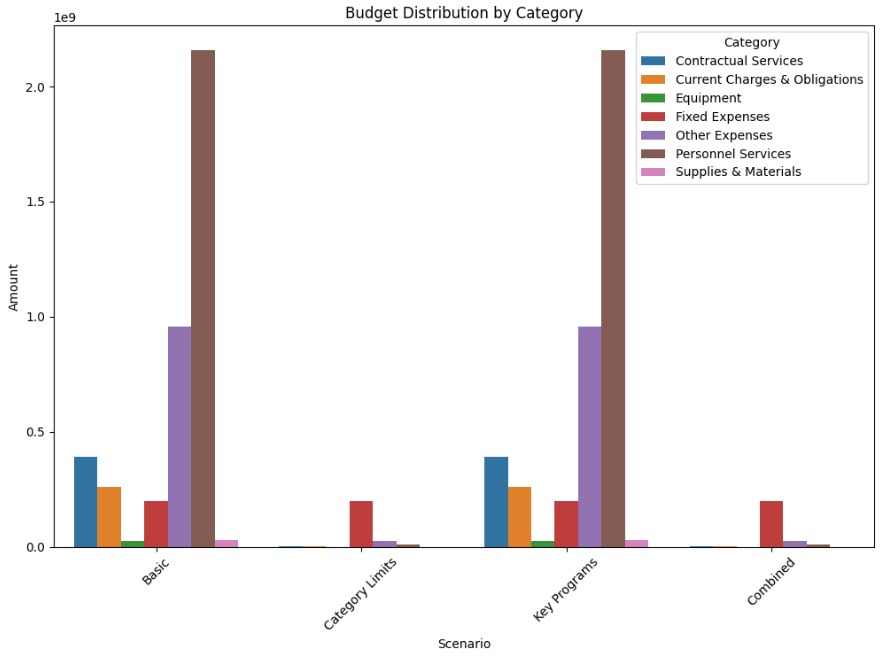 Budget Distribution by Category
1e9
Category
Contractual Services
Current Charges & Obligations
Equipment
Fixed Expenses
Other Expenses
Personnel Services
Supplies & Materials
Amount
2.0
1.5
1.0
0.5
0.0
Basic
Category Limits
Key Programs
Combined
Scenario